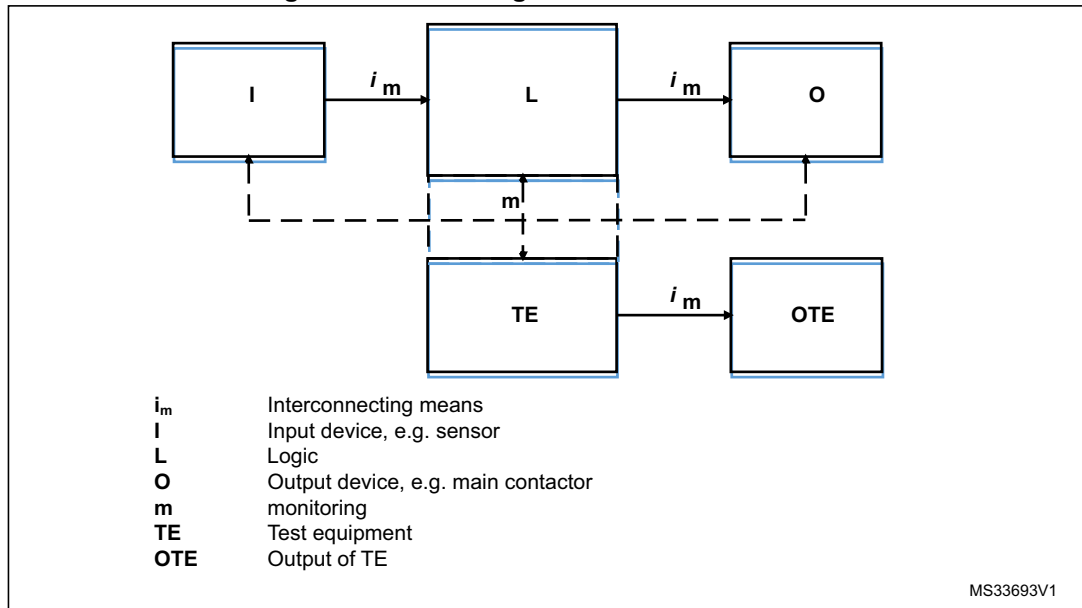 i m
i m
I
L
O
m
i m
TE
OTE
im Interconnecting means
I Input device, e.g. sensor
L Logic
O Output device, e.g. main contactor
m monitoring
TE Test equipment
OTE Output of TE
MS33693V1